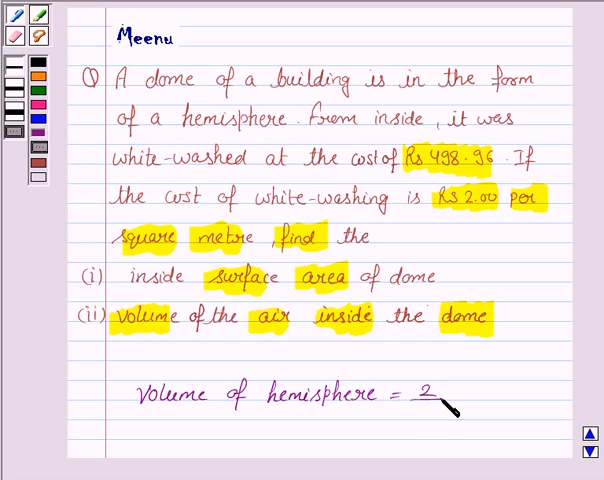 Meenu
Q A dome of a building is in the form
of a hemisphere. From inside, it was
white-washed at the cost of Rs 498.96. If
the cost of white-washing is Rs 2.00 per
square metre, find the
(i) inside surface area of dome
(ii) Volume of the air inside the dome
Volume of hemisphere = 2